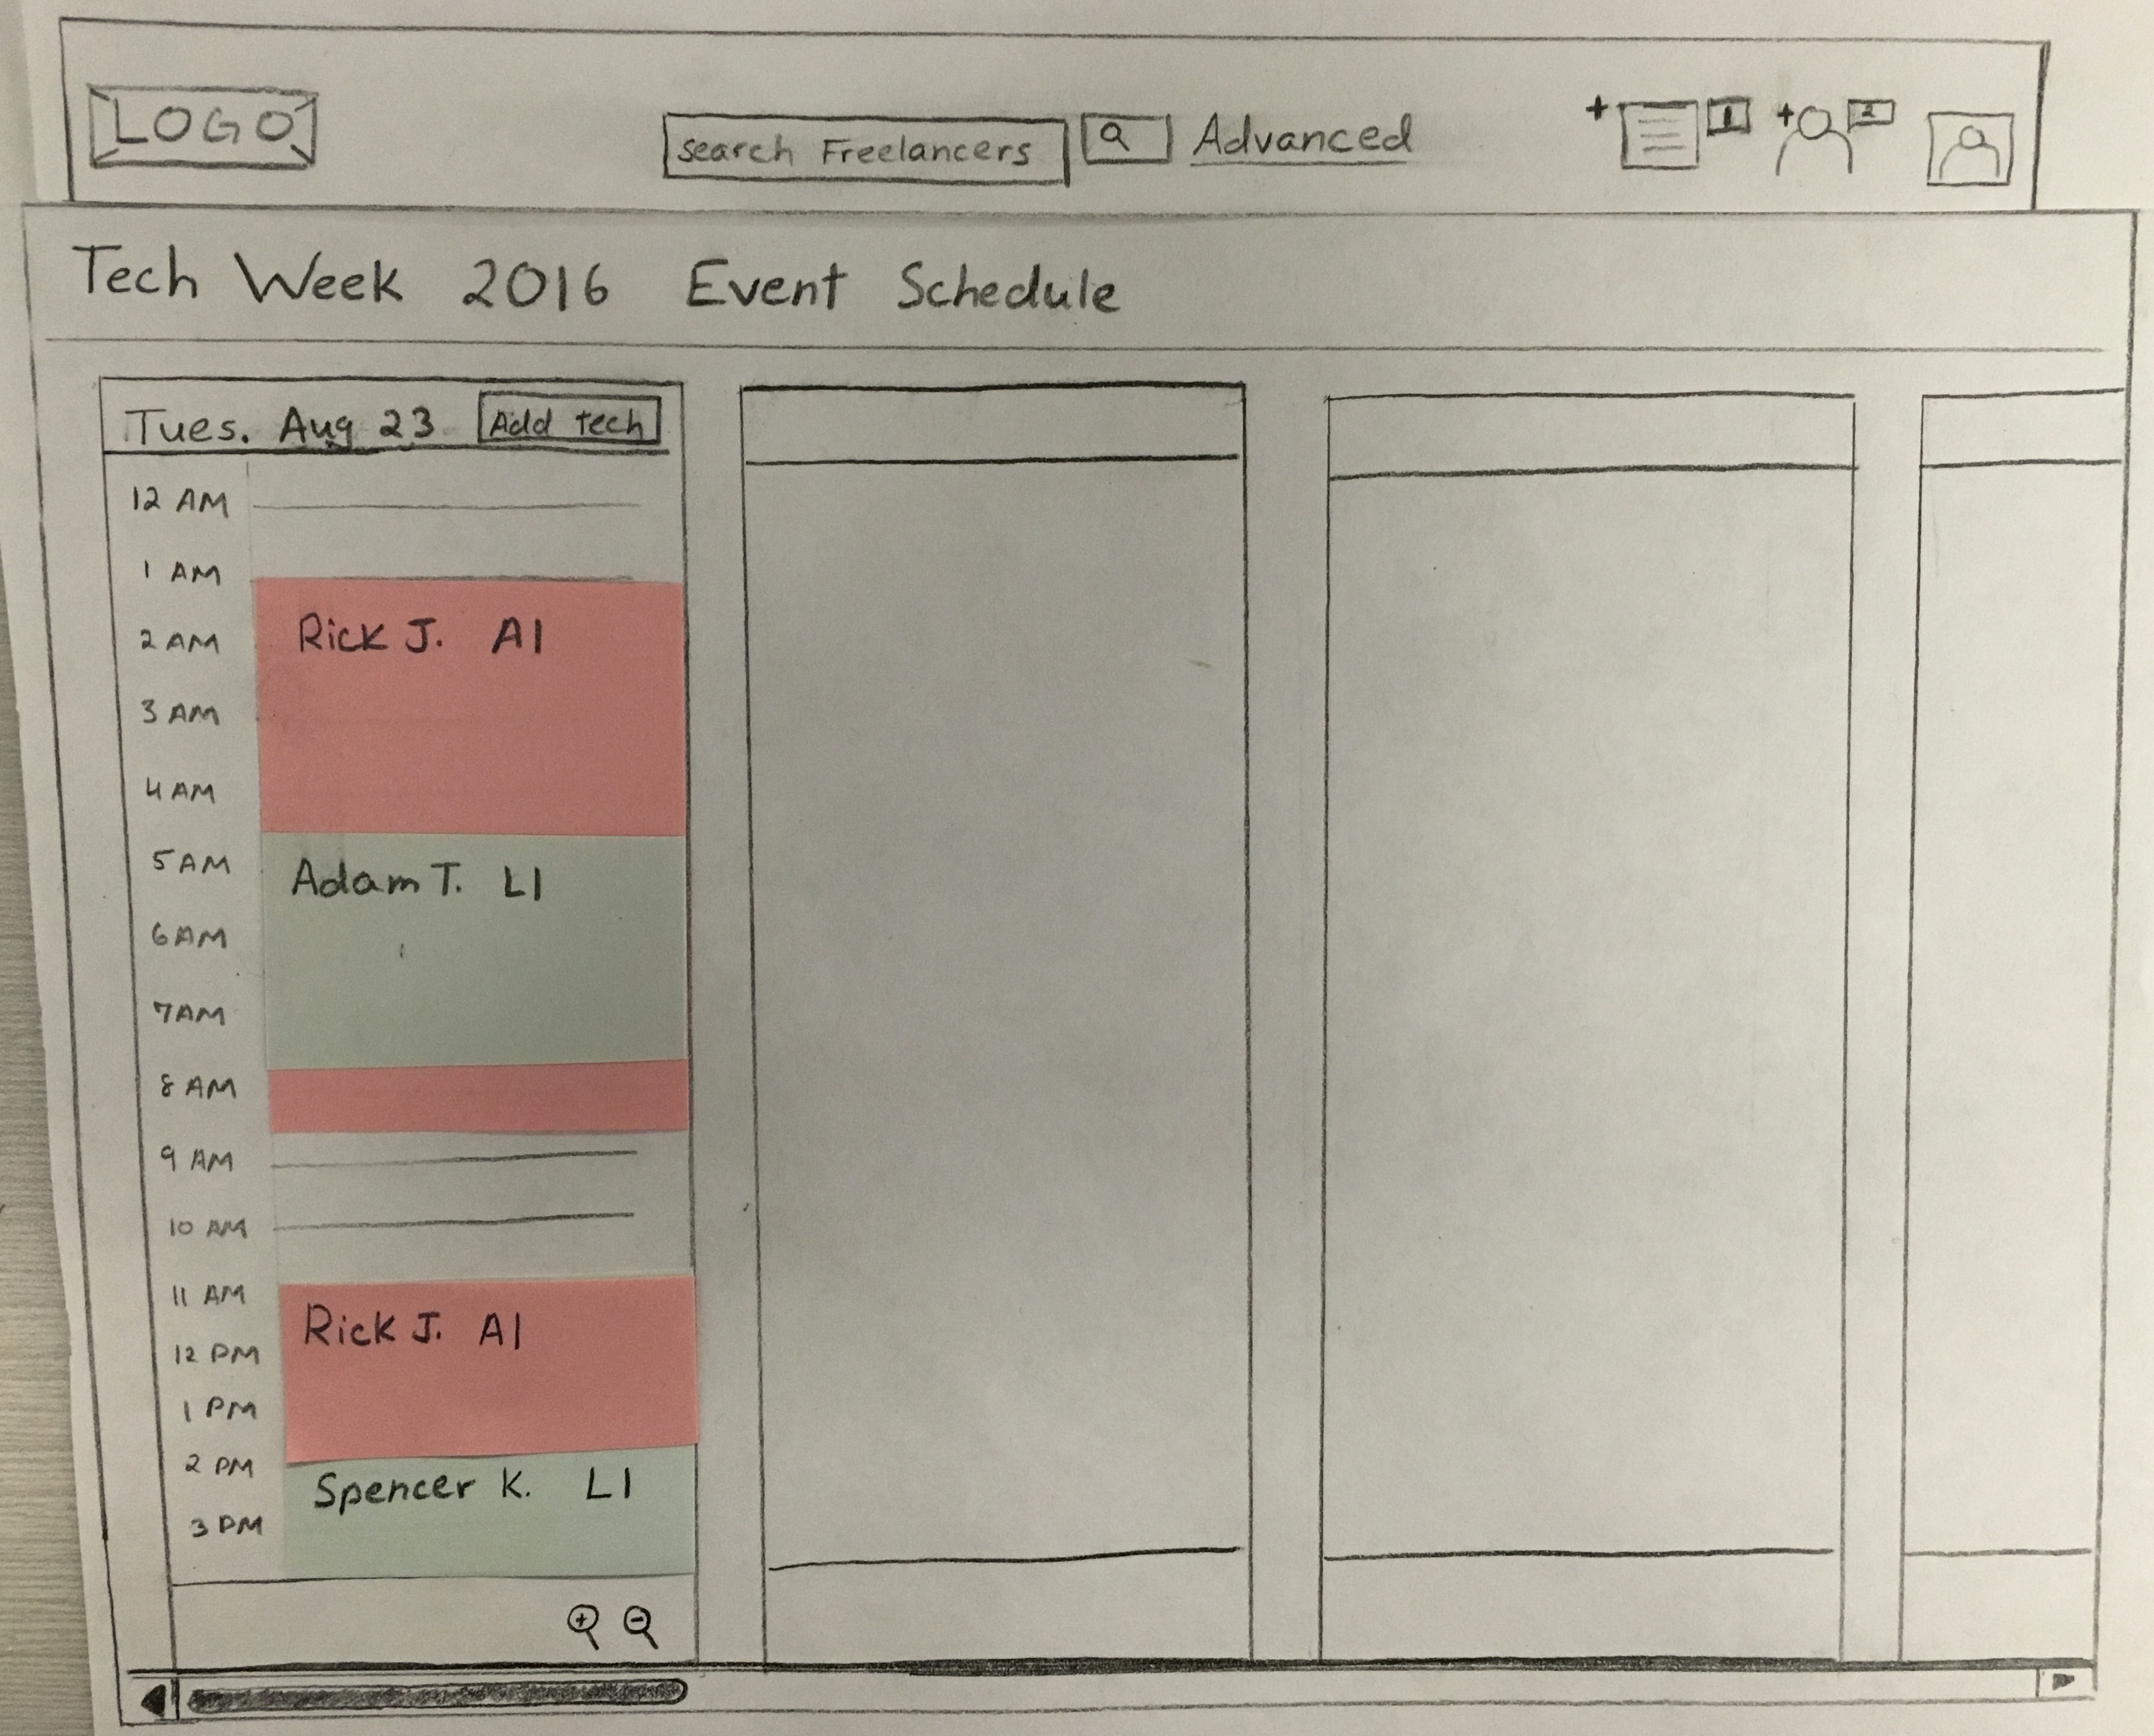 LOGO
search Freelancers Advanced
+ 1 + 2
Tech Week 2016 Event Schedule
Tues. Aug 23 Add tech
12 AM
1 AM
2 AM Rick J. A1
3 AM
4 AM
5 AM Adam T. L1
6 AM
7 AM
8 AM
9 AM
10 AM
11 AM
Rick J. A1
12 PM
1 PM
2 PM
Spencer K. L1
3 PM